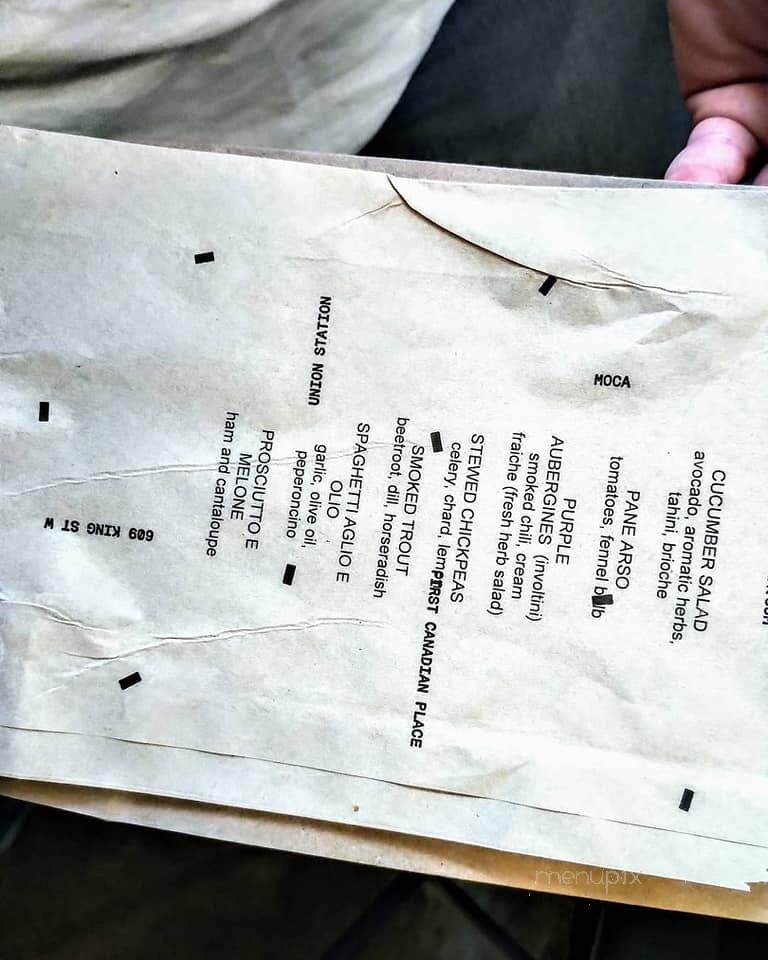 CUCUMBER SALAD
avocado, aromatic herbs,
tahini, brioche
MOCA
PANE ARSO
tomatoes, fennel bulb
PURPLE
AUBERGINES (involtini)
smoked chili, cream
fraiche (fresh herb salad)
STEWED CHICKPEAS
celery, chard,
FIRST CANADIAN PLACE
SMOKED TROUT
beetroot, dill, horseradish
SPAGHETTI AGLIO E
OLIO
garlic, olive oil,
peperoncino
UNION STATION
PROSCIUTTO E
MELONE
ham and cantaloupe
609 KING ST W
menupix